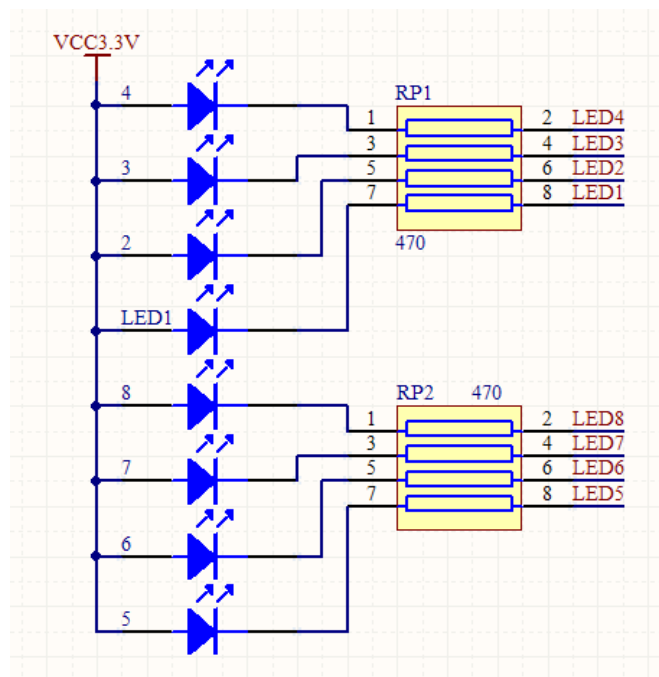 VCC3.3V
4
RP1
1
2 LED4
3
3
4 LED3
5
6 LED2
7
8 LED1
2
470
LED1
8
RP2 470
1
2 LED8
7
3
4 LED7
5
6 LED6
7
8 LED5
6
5